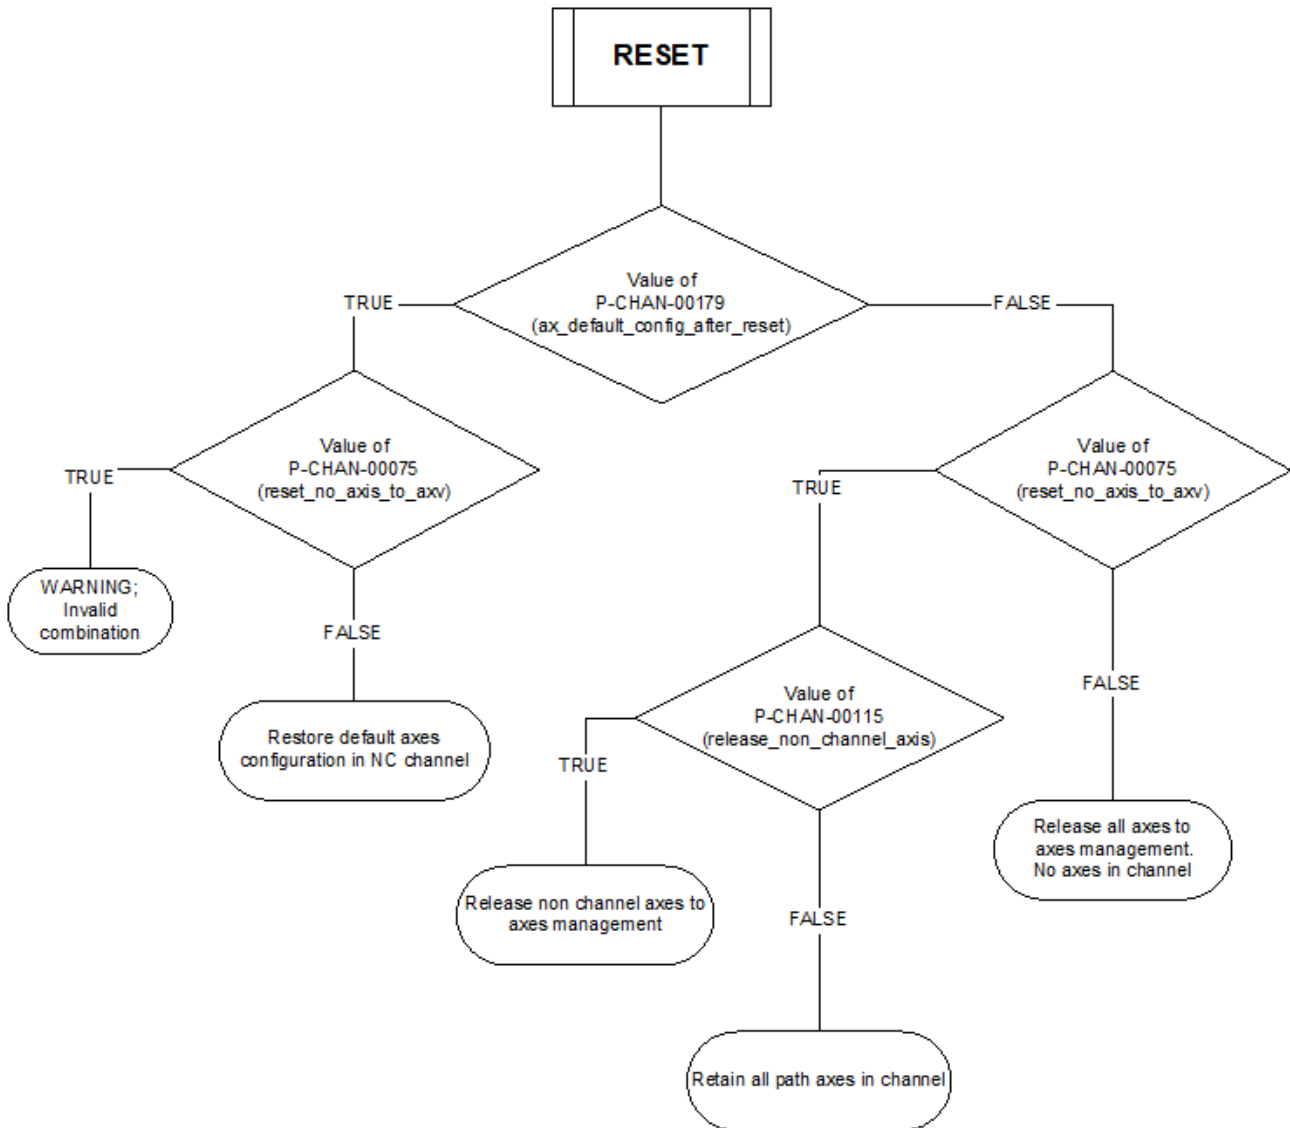 RESET
Value of
P-CHAN-00179
(ax_default_config_after_reset)
TRUE
FALSE
Value of
P-CHAN-00075
(reset_no_axis_to_axv)
Value of
P-CHAN-00075
(reset_no_axis_to_axv)
TRUE
TRUE
WARNING;
Invalid
combination
FALSE
FALSE
Value of
P-CHAN-00115
(release_non_channel_axis)
Restore default axes
configuration in NC channel
TRUE
Release all axes to
axes management.
No axes in channel
Release non channel axes to
axes management
FALSE
Retain all path axes in channel